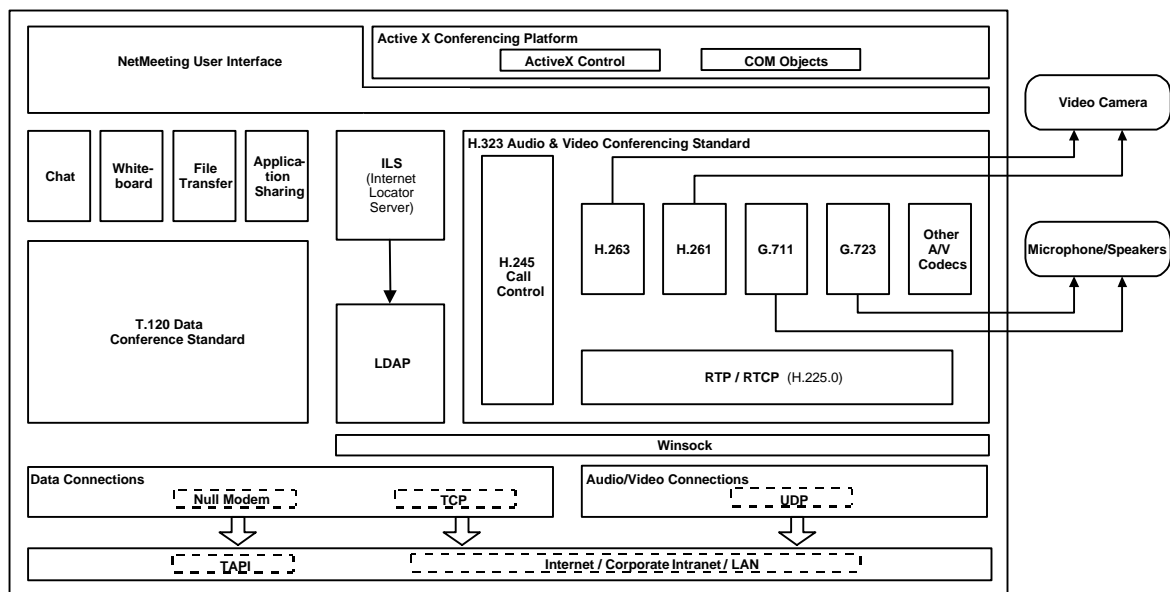 Active X Conferencing Platform
NetMeeting User Interface
ActiveX Control
COM Objects
Video Camera
Chat
White-
board
File
Transfer
Applica-
tion
Sharing
ILS
(Internet
Locator
Server)
H.323 Audio & Video Conferencing Standard
H.245
Call
Control
H.263
H.261
G.711
G.723
Other
A/V
Codecs
Microphone/Speakers
T.120 Data
Conference Standard
LDAP
RTP / RTCP (H.225.0)
Winsock
Data Connections
Null Modem
TCP
Audio/Video Connections
UDP
TAPI
Internet / Corporate Intranet / LAN